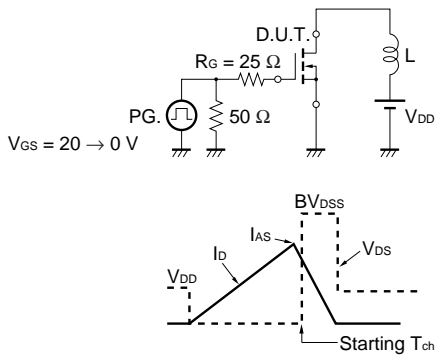 D.U.T.
RG = 25 Ω
L
PG.
50 Ω
VDD
VGS = 20 → 0 V
BVDSS
IAS
ID
VDS
VDD
Starting Tch